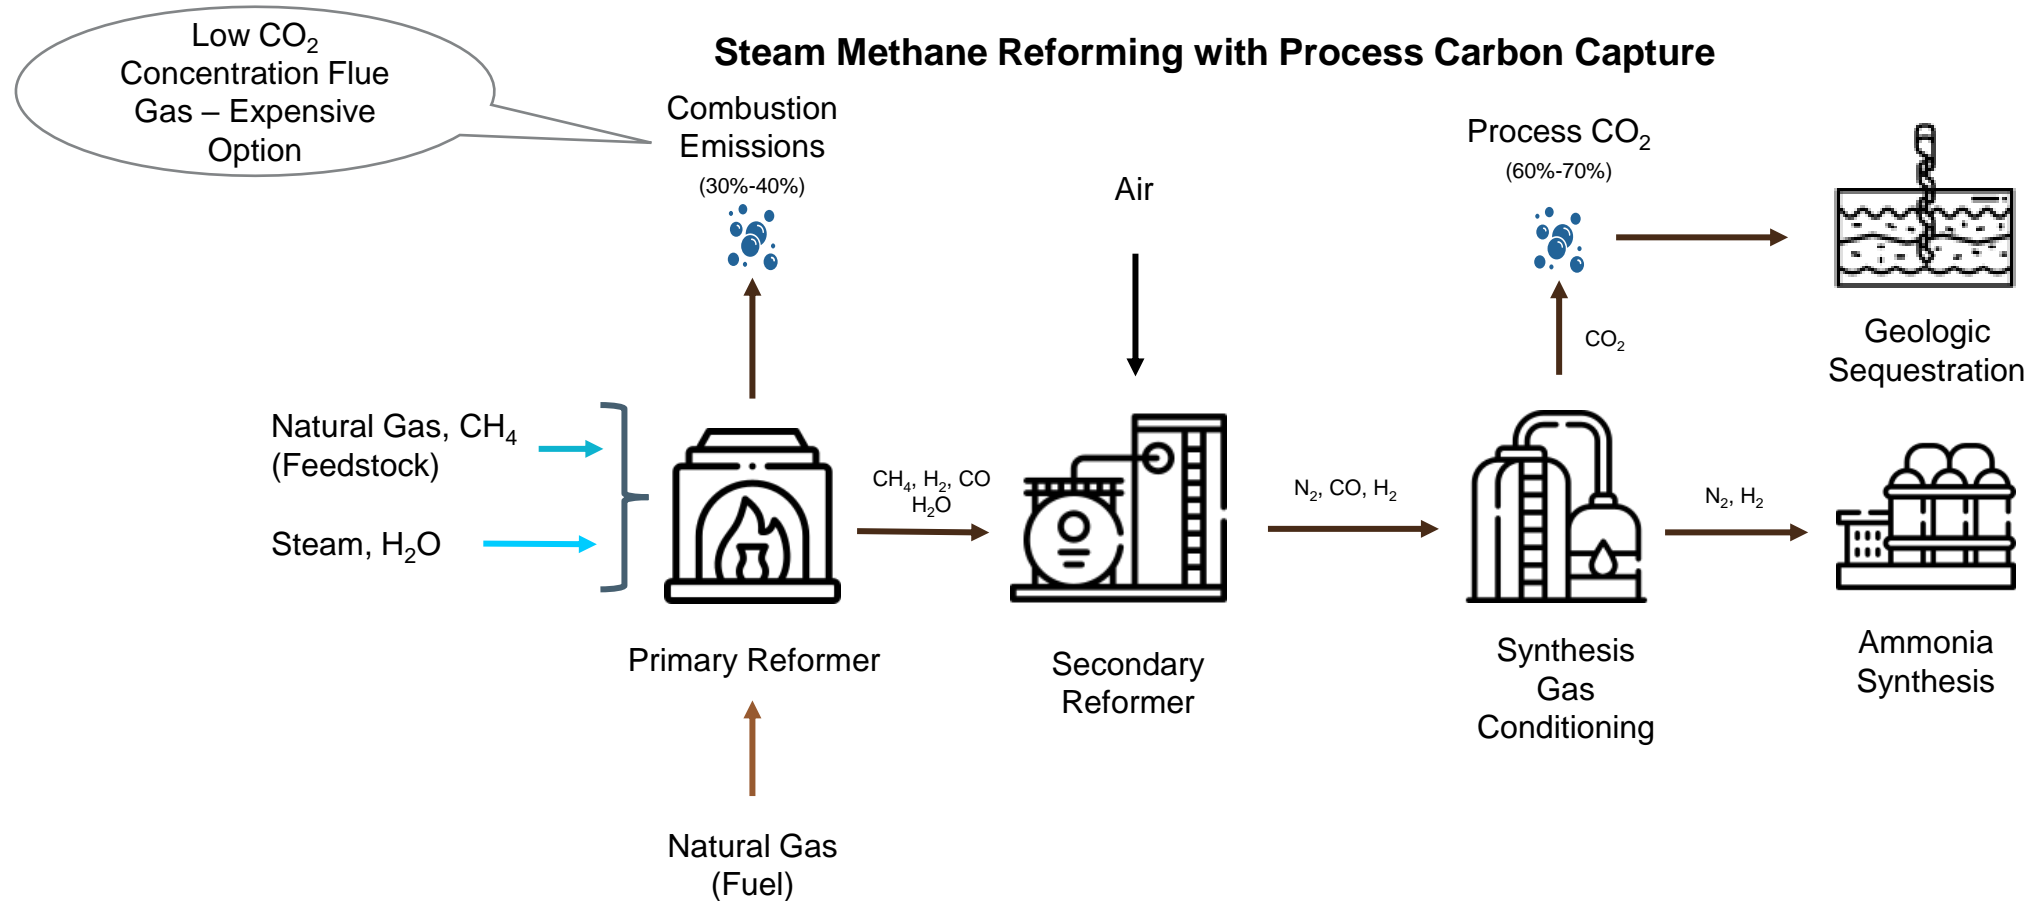 Low CO₂
Concentration Flue
Gas – Expensive
Option
Steam Methane Reforming with Process Carbon Capture
Combustion
Emissions
(30%-40%)
Air
Process CO₂
(60%-70%)
CO₂
Geologic
Sequestration
Natural Gas, CH₄
(Feedstock)
Steam, H₂O
CH₄, H₂, CO
H₂O
N₂, CO, H₂
N₂, H₂
Primary Reformer
Secondary
Reformer
Synthesis
Gas
Conditioning
Ammonia
Synthesis
Natural Gas
(Fuel)